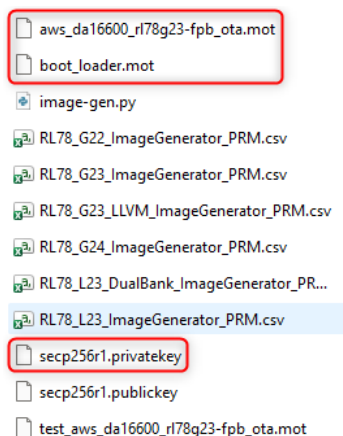 aws_da16600_rl78g23-fpb_ota.mot
boot_loader.mot
image-gen.py
RL78_G22_ImageGenerator_PRM.csv
RL78_G23_ImageGenerator_PRM.csv
RL78_G23_LLVM_ImageGenerator_PRM.csv
RL78_G24_ImageGenerator_PRM.csv
RL78_L23_DualBank_ImageGenerator_PR...
RL78_L23_ImageGenerator_PRM.csv
secp256r1.privatekey
secp256r1.publickey
test_aws_da16600_rl78g23-fpb_ota.mot